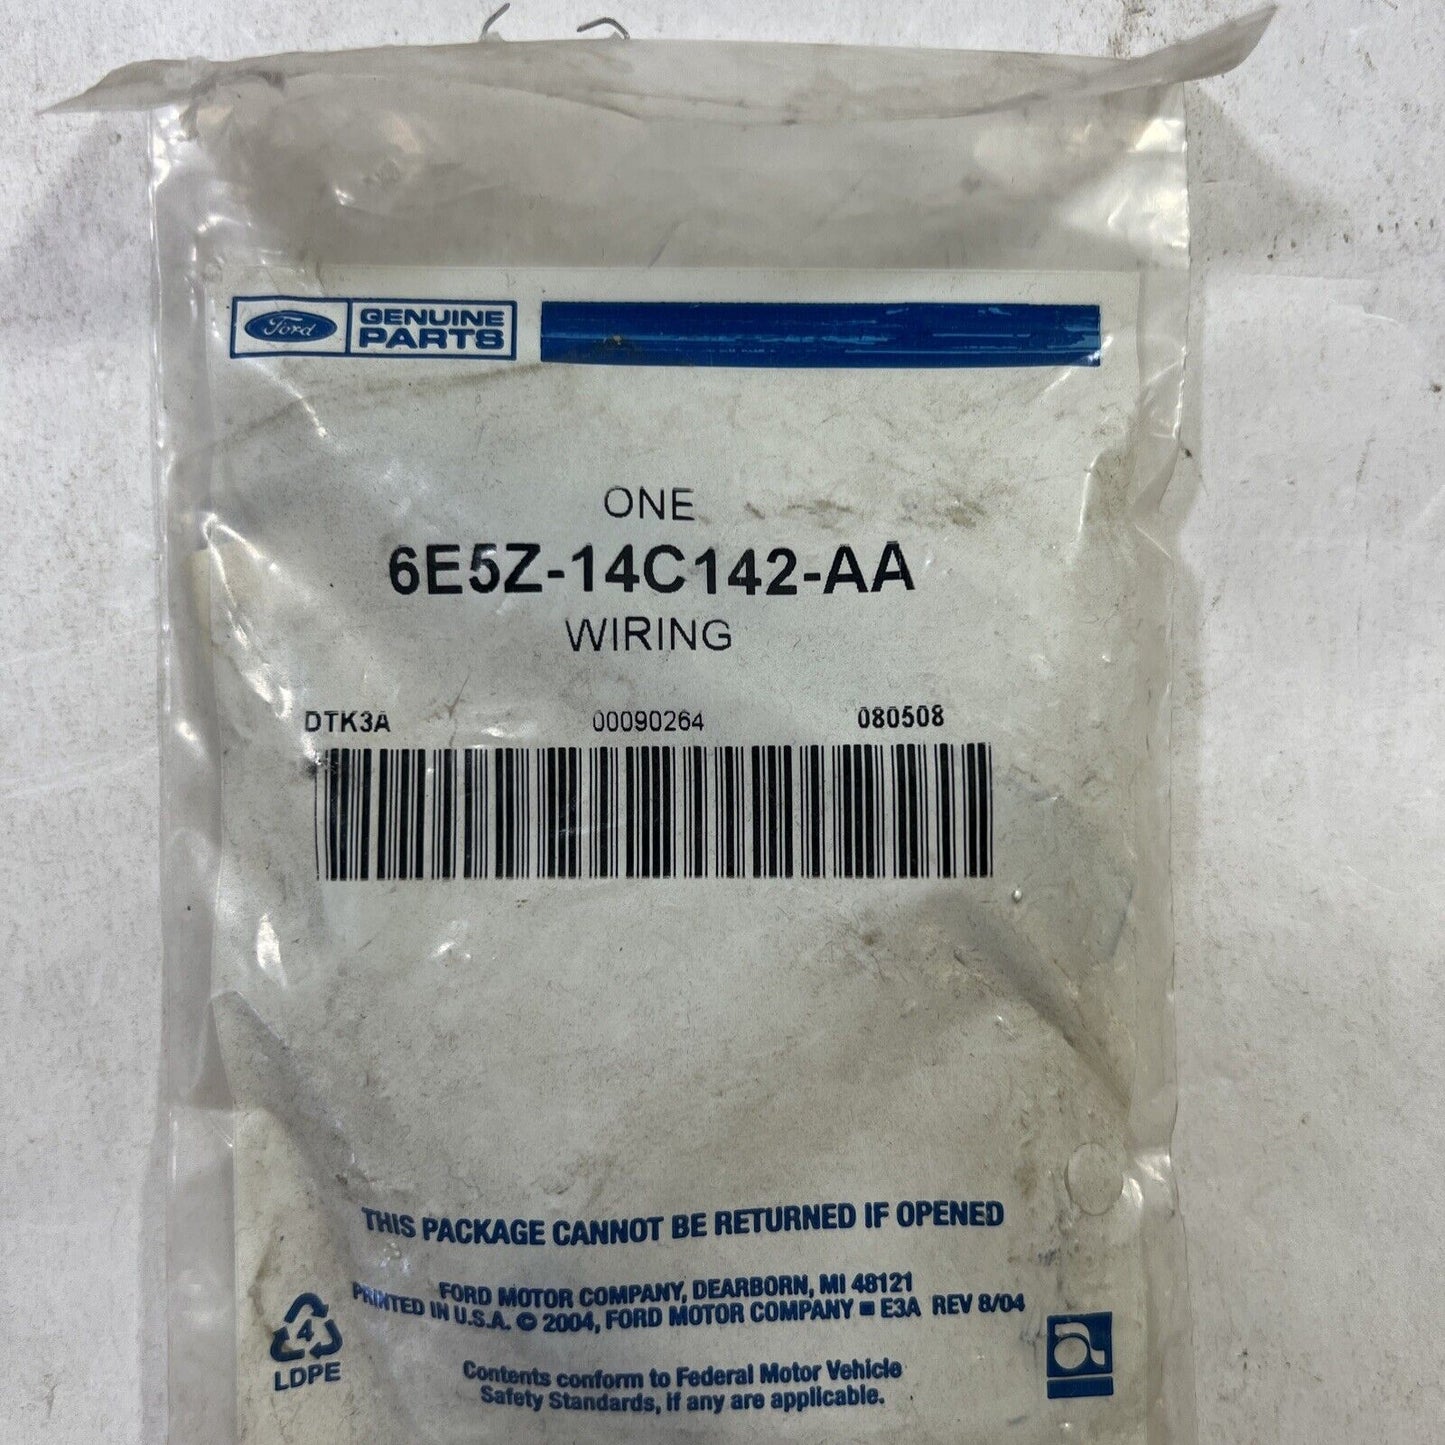 Ford GENUINE
PARTS
ONE
6E5Z-14C142-AA
WIRING
DTK3A 00090264 080508
THIS PACKAGE CANNOT BE RETURNED IF OPENED
FORD MOTOR COMPANY, DEARBORN, MI 48121
PRINTED IN U.S.A. © 2004, FORD MOTOR COMPANY ■ E3A REV 8/04
4
LDPE
Contents conform to Federal Motor Vehicle
Safety Standards, if any are applicable.